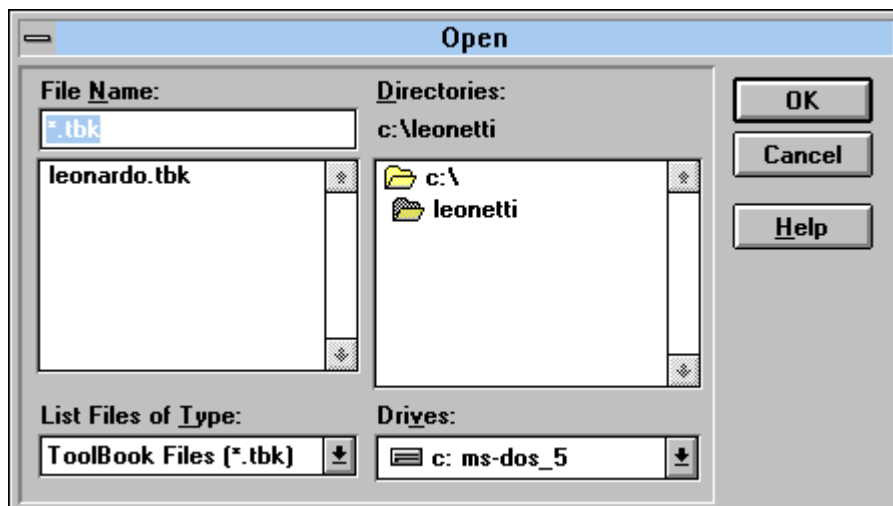 Open
File Name:
*.tbk
leonardo.tbk
List Files of Type:
ToolBook Files (*.tbk)
Directories:
c:\leonetti
c:\
leonetti
Drives:
c: ms-dos_5
OK
Cancel
Help